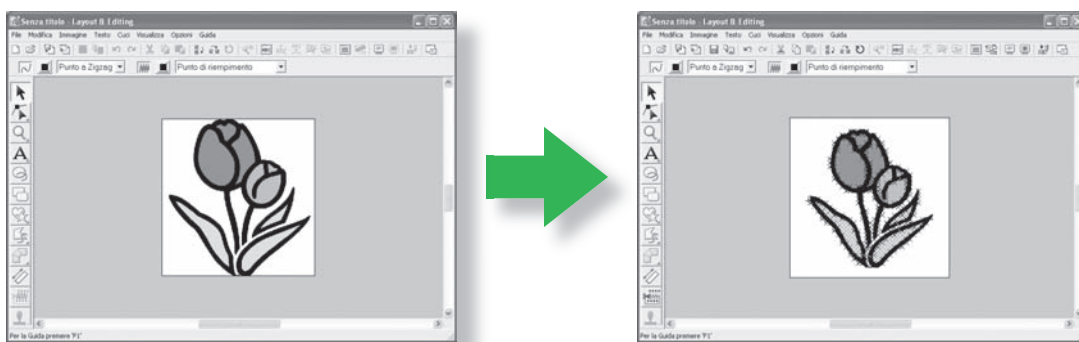 Senza titolo - Layout & Editing
File Modifica Immagine Testo Cuci Visualizza Opzioni Guida
Punto a Zigzag
Punto di riempimento
A
Per la Guida premere 'F1'
Senza titolo - Layout & Editing
File Modifica Immagine Testo Cuci Visualizza Opzioni Guida
Punto a Zigzag
Punto di riempimento
A
Per la Guida premere 'F1'